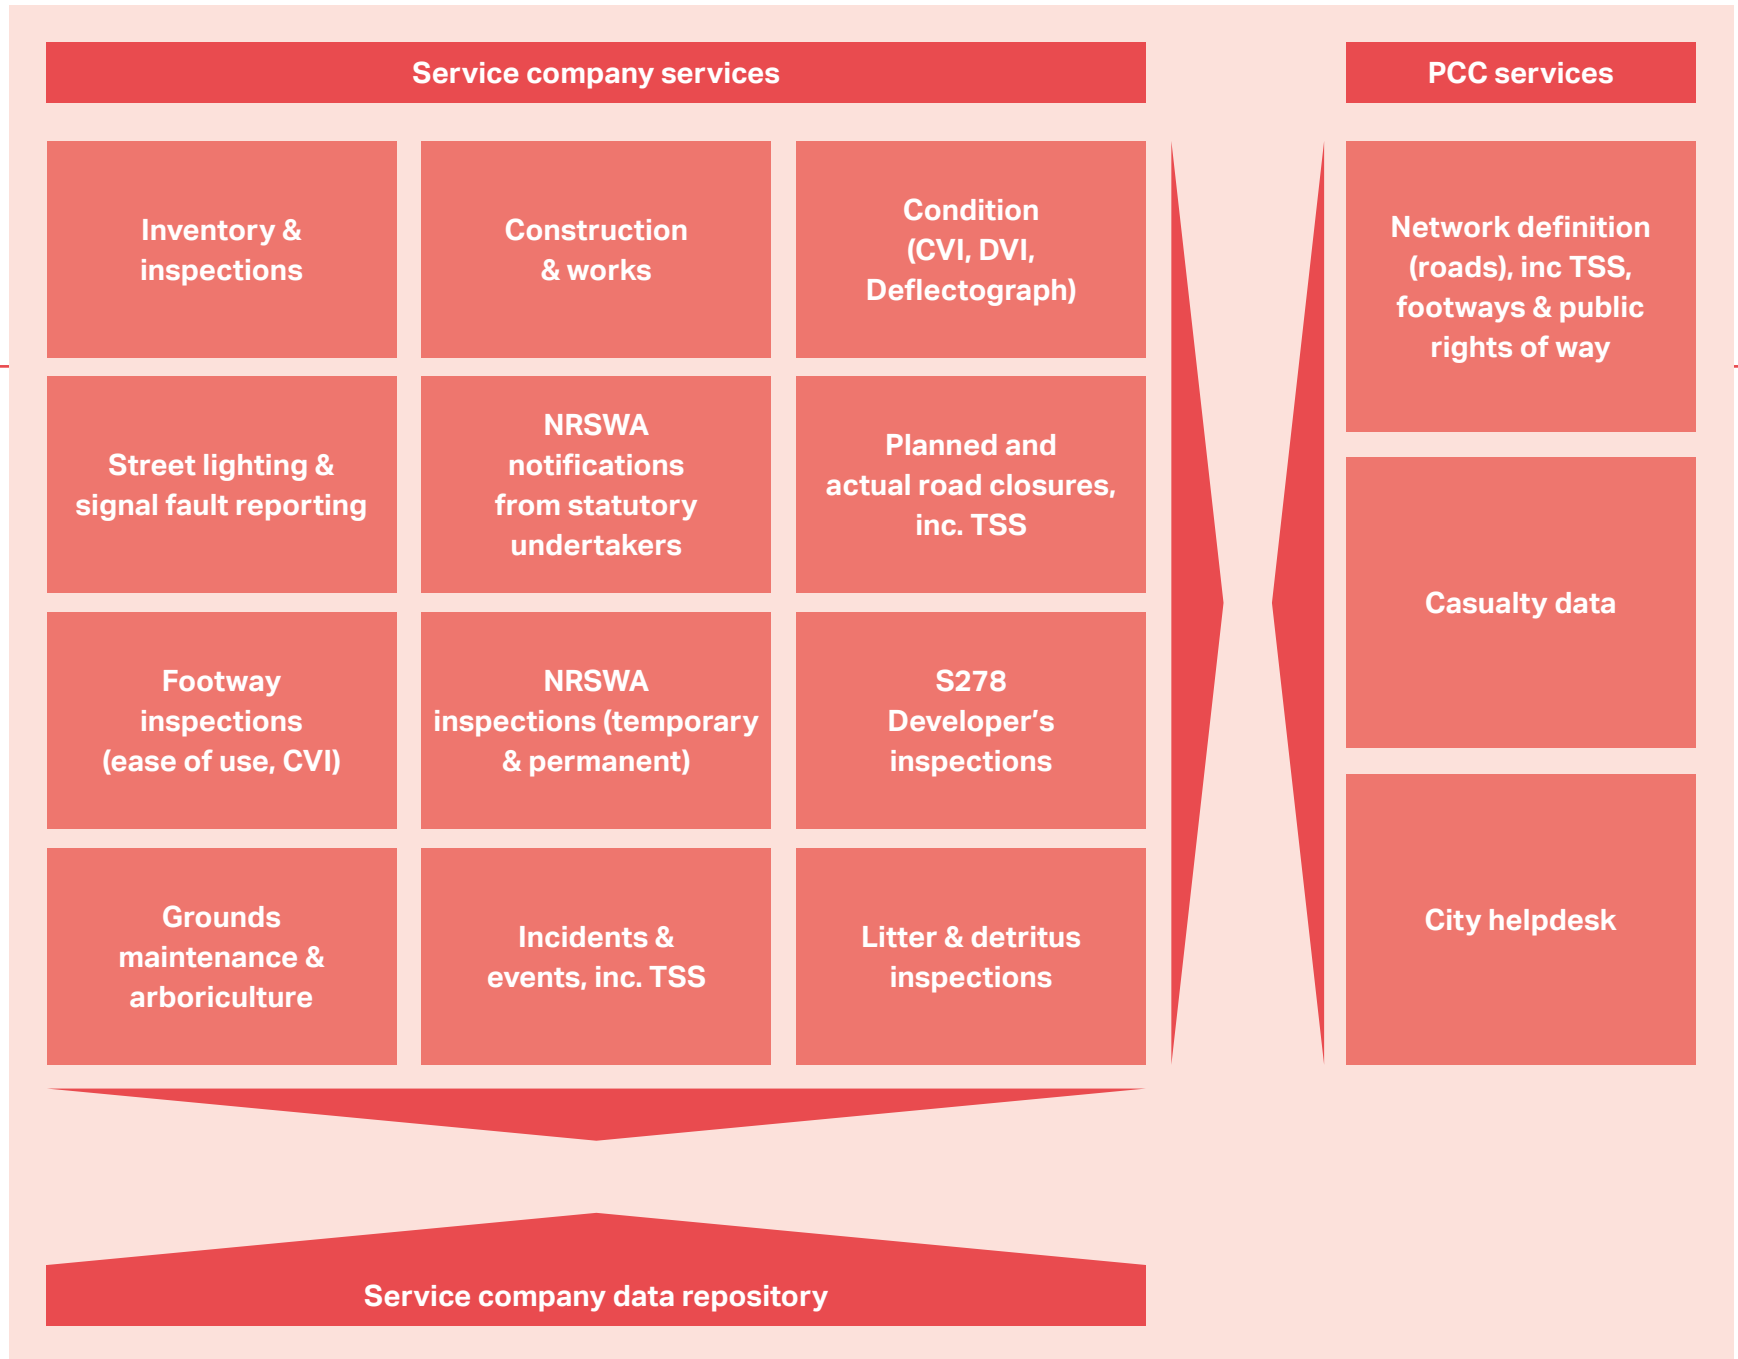 Service company services
PCC services
Inventory &
inspections
Construction
& works
Condition
(CVI, DVI,
Deflectograph)
Network definition
(roads), inc TSS,
footways & public
rights of way
Street lighting &
signal fault reporting
NRSWA
notifications
from statutory
undertakers
Planned and
actual road closures,
inc. TSS
Casualty data
Footway
inspections
(ease of use, CVI)
NRSWA
inspections (temporary
& permanent)
S278
Developer’s
inspections
Grounds
maintenance &
arboriculture
Incidents &
events, inc. TSS
Litter & detritus
inspections
City helpdesk
Service company data repository